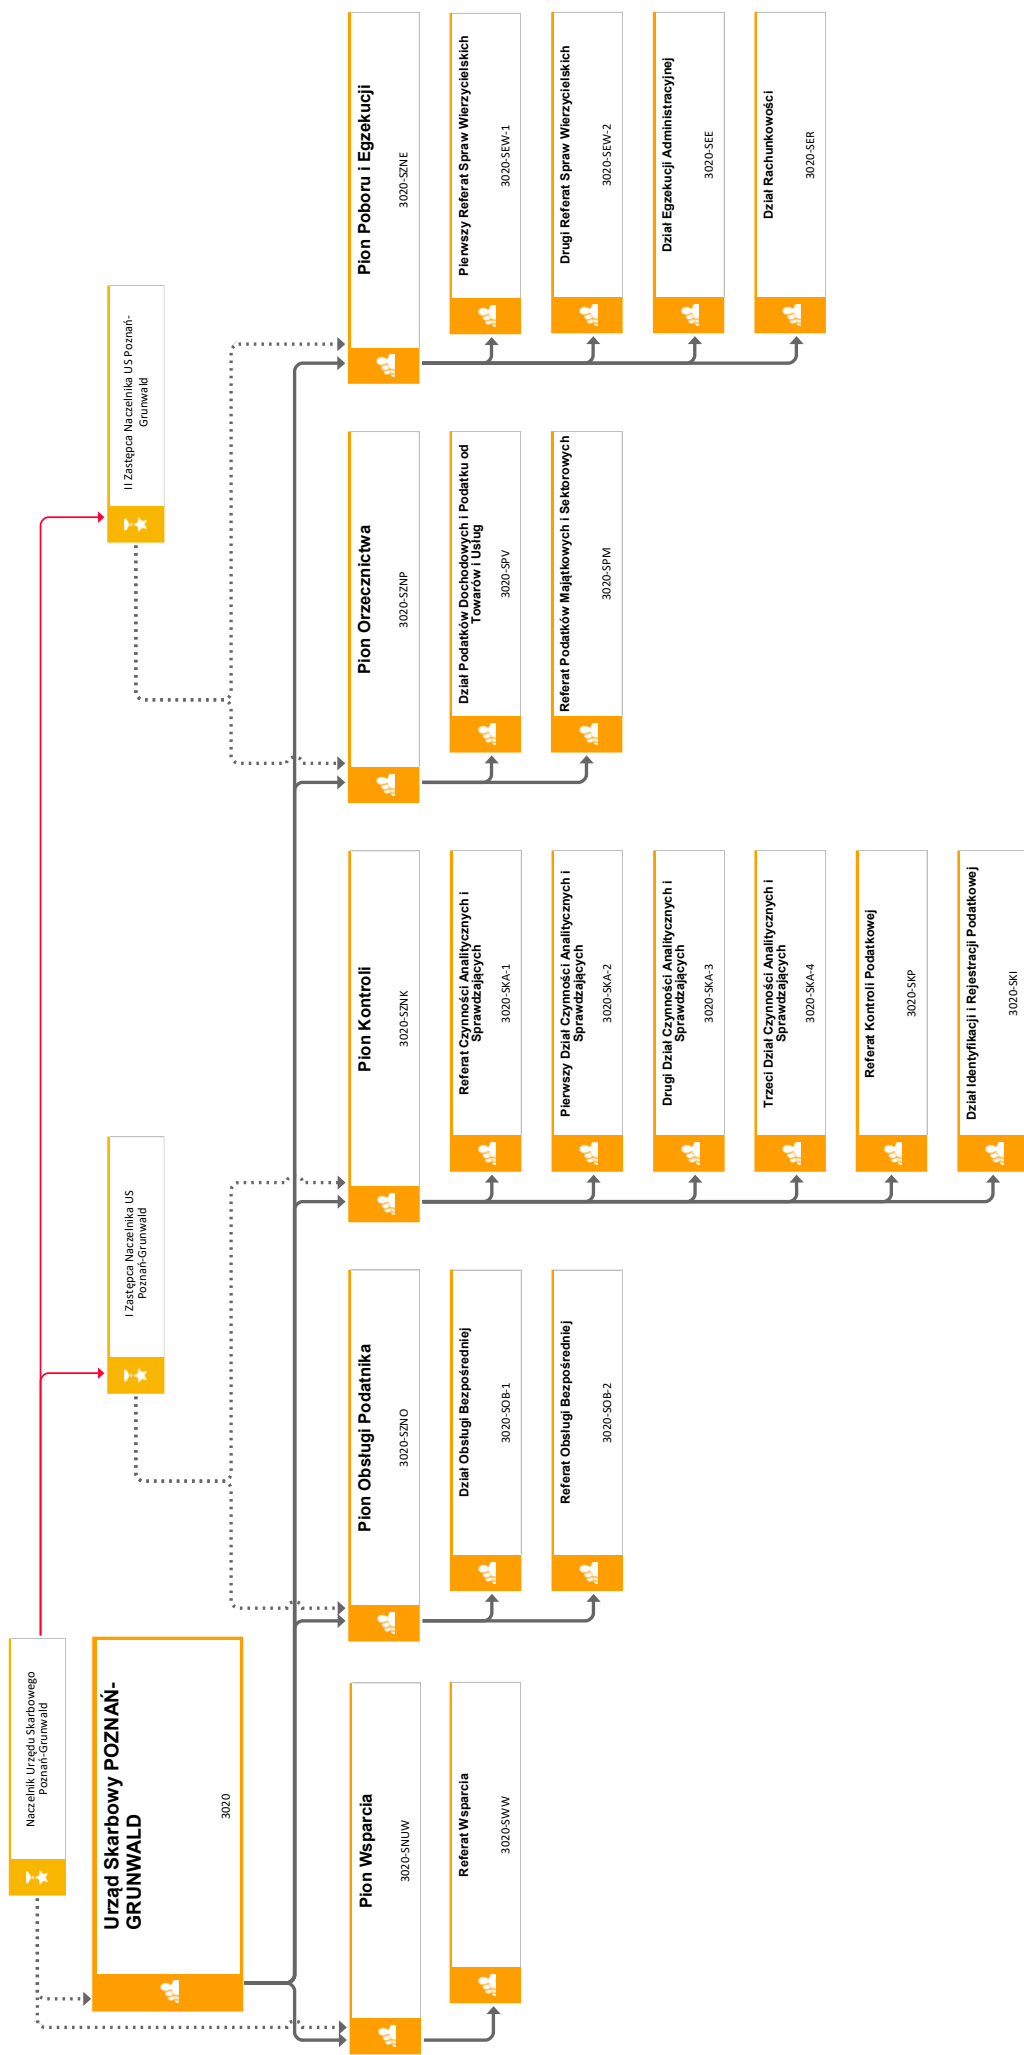 Naczelnik Urzędu Skarbowego
Poznań-Grunwald
Urząd Skarbowy POZNAŃ-
GRUNWALD
3020
I Zastępca Naczelnika US
Poznań-Grunwald
II Zastępca Naczelnika US Poznań-
Grunwald
Pion Wsparcia
3020-SNUW
Referat Wsparcia
3020-SWW
Pion Obsługi Podatnika
3020-SZNO
Dział Obsługi Bezpośredniej
3020-SOB-1
Referat Obsługi Bezpośredniej
3020-SOB-2
Pion Kontroli
3020-SZNK
Referat Czynności Analitycznych i
Sprawdzających
3020-SKA-1
Pierwszy Dział Czynności Analitycznych i
Sprawdzających
3020-SKA-2
Drugi Dział Czynności Analitycznych i
Sprawdzających
3020-SKA-3
Trzeci Dział Czynności Analitycznych i
Sprawdzających
3020-SKA-4
Referat Kontroli Podatkowej
3020-SKP
Dział Identyfikacji i Rejestracji Podatkowej
3020-SKI
Pion Orzecznictwa
3020-SZNP
Dział Podatków Dochodowych i Podatku od
Towarów i Usług
3020-SPV
Referat Podatków Majątkowych i Sektorowych
3020-SPM
Pion Poboru i Egzekucji
3020-SZNE
Pierwszy Referat Spraw Wierzycielskich
3020-SEW-1
Drugi Referat Spraw Wierzycielskich
3020-SEW-2
Dział Egzekucji Administracyjnej
3020-SEE
Dział Rachunkowości
3020-SER